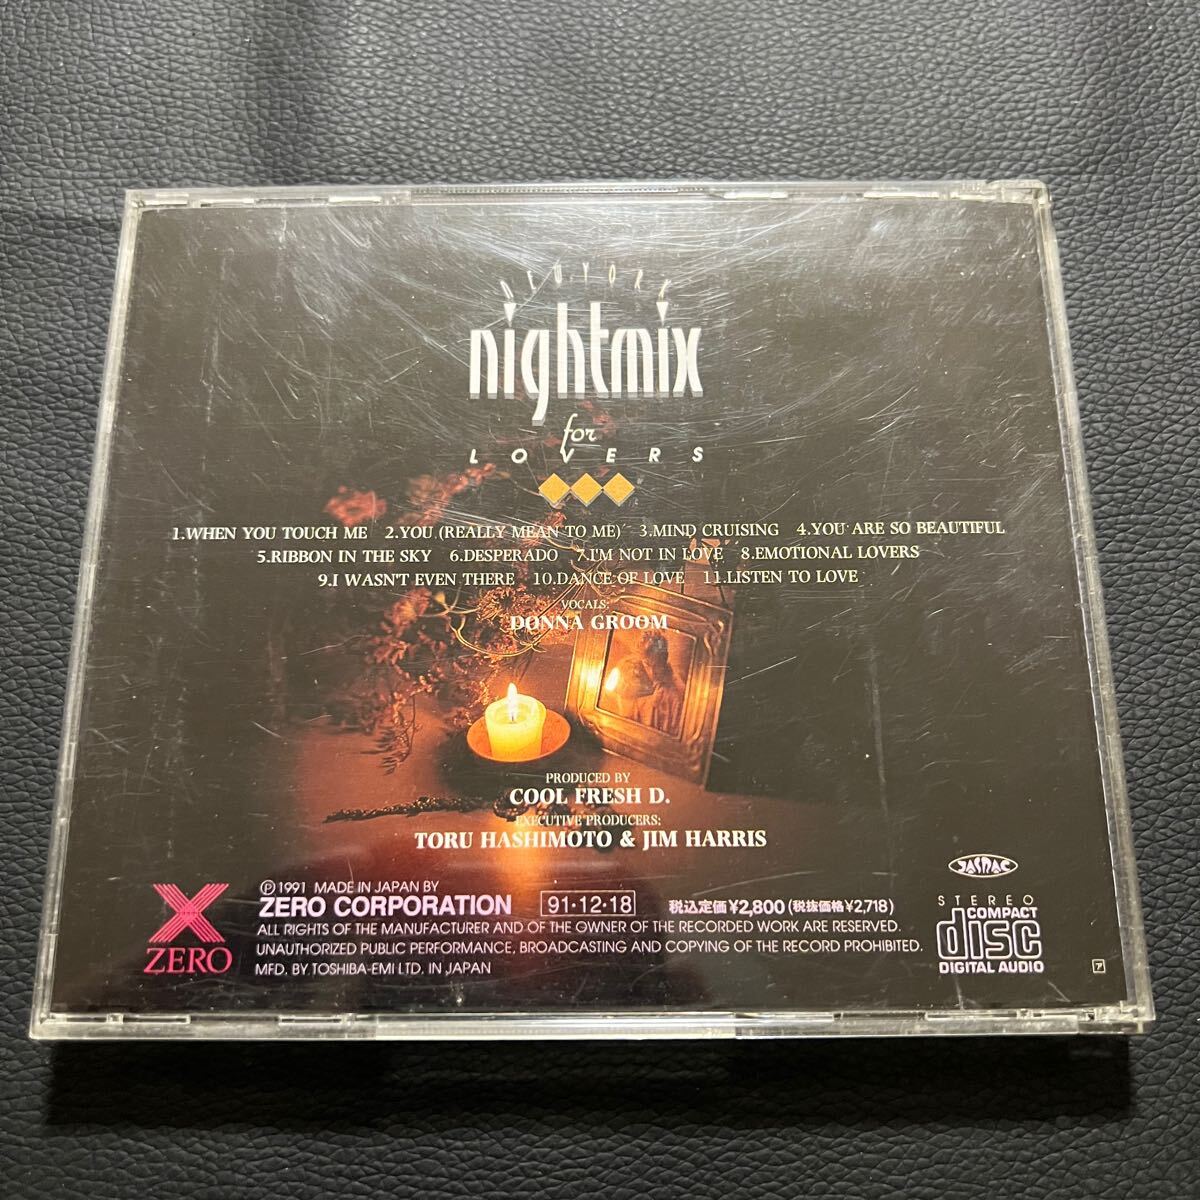 NEWYORK
nightmix
for
LOVERS
1.WHEN YOU TOUCH ME 2.YOU (REALLY MEAN TO ME) 3.MIND CRUISING 4.YOU ARE SO BEAUTIFUL
5.RIBBON IN THE SKY 6.DESPERADO 7.I'M NOT IN LOVE 8.EMOTIONAL LOVERS
9.I WASN'T EVEN THERE 10.DANCE OF LOVE 11.LISTEN TO LOVE
VOCALS:
DONNA GROOM
PRODUCED BY
COOL FRESH D.
EXECUTIVE PRODUCERS:
TORU HASHIMOTO & JIM HARRIS
ZERO
Ⓟ1991 MADE IN JAPAN BY
ZERO CORPORATION 91·12·18 税込定価¥2,800(税抜価格¥2,718)
ALL RIGHTS OF THE MANUFACTURER AND OF THE OWNER OF THE RECORDED WORK ARE RESERVED.
UNAUTHORIZED PUBLIC PERFORMANCE, BROADCASTING AND COPYING OF THE RECORD PROHIBITED.
MFD. BY TOSHIBA-EMI LTD. IN JAPAN
JASRAC
STEREO
COMPACT
disc
DIGITAL AUDIO
ア